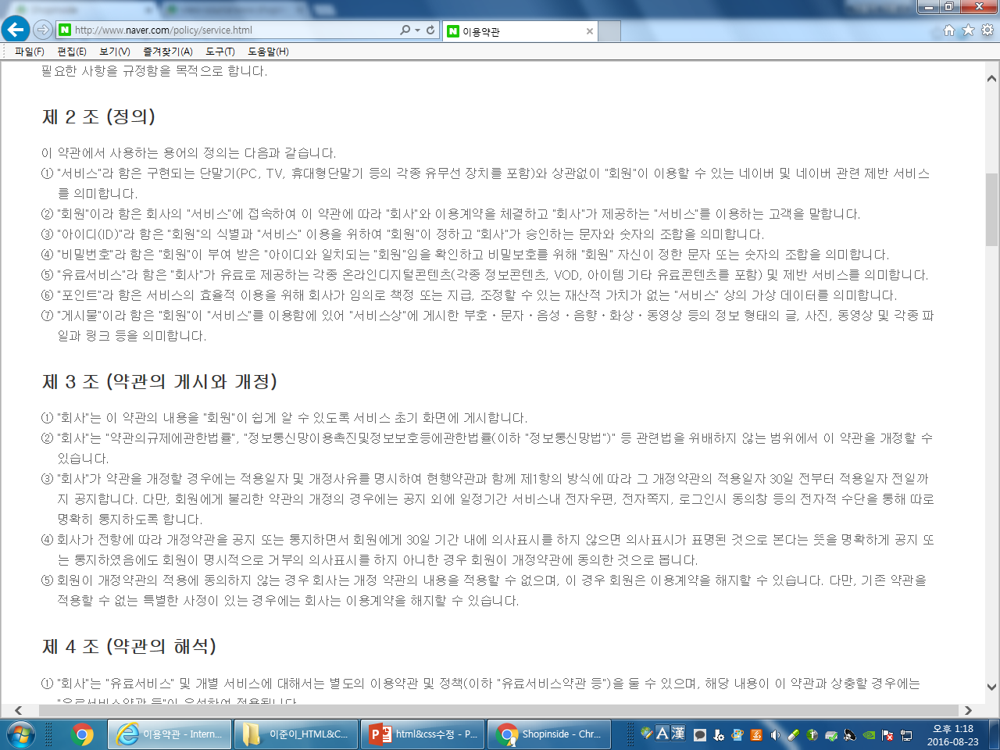 http://www.naver.com/policy/service.html
이용약관
파일(F) 편집(E) 보기(V) 즐겨찾기(A) 도구(T) 도움말(H)
필요한 사항을 규정함을 목적으로 합니다.
제 2 조 (정의)
이 약관에서 사용하는 용어의 정의는 다음과 같습니다.
① "서비스"라 함은 구현되는 단말기(PC, TV, 휴대형단말기 등의 각종 유무선 장치를 포함)와 상관없이 "회원"이 이용할 수 있는 네이버 및 네이버 관련 제반 서비스
를 의미합니다.
② "회원"이라 함은 회사의 "서비스"에 접속하여 이 약관에 따라 "회사"와 이용계약을 체결하고 "회사"가 제공하는 "서비스"를 이용하는 고객을 말합니다.
③ "아이디(ID)"라 함은 "회원"의 식별과 "서비스" 이용을 위하여 "회원"이 정하고 "회사"가 승인하는 문자와 숫자의 조합을 의미합니다.
④ "비밀번호"라 함은 "회원"이 부여 받은 "아이디와 일치되는 "회원"임을 확인하고 비밀보호를 위해 "회원" 자신이 정한 문자 또는 숫자의 조합을 의미합니다.
⑤ "유료서비스"라 함은 "회사"가 유료로 제공하는 각종 온라인디지털콘텐츠(각종 정보콘텐츠, VOD, 아이템 기타 유료콘텐츠를 포함) 및 제반 서비스를 의미합니다.
⑥ "포인트"라 함은 서비스의 효율적 이용을 위해 회사가 임의로 책정 또는 지급, 조정할 수 있는 재산적 가치가 없는 "서비스" 상의 가상 데이터를 의미합니다.
⑦ "게시물"이라 함은 "회원"이 "서비스"를 이용함에 있어 "서비스상"에 게시한 부호ㆍ문자ㆍ음성ㆍ음향ㆍ화상ㆍ동영상 등의 정보 형태의 글, 사진, 동영상 및 각종 파
일과 링크 등을 의미합니다.
제 3 조 (약관의 게시와 개정)
① "회사"는 이 약관의 내용을 "회원"이 쉽게 알 수 있도록 서비스 초기 화면에 게시합니다.
② "회사"는 "약관의규제에관한법률", "정보통신망이용촉진및정보보호등에관한법률(이하 "정보통신망법")" 등 관련법을 위배하지 않는 범위에서 이 약관을 개정할 수
있습니다.
③ "회사"가 약관을 개정할 경우에는 적용일자 및 개정사유를 명시하여 현행약관과 함께 제1항의 방식에 따라 그 개정약관의 적용일자 30일 전부터 적용일자 전일까
지 공지합니다. 다만, 회원에게 불리한 약관의 개정의 경우에는 공지 외에 일정기간 서비스내 전자우편, 전자쪽지, 로그인시 동의창 등의 전자적 수단을 통해 따로
명확히 통지하도록 합니다.
④ 회사가 전항에 따라 개정약관을 공지 또는 통지하면서 회원에게 30일 기간 내에 의사표시를 하지 않으면 의사표시가 표명된 것으로 본다는 뜻을 명확하게 공지 또
는 통지하였음에도 회원이 명시적으로 거부의 의사표시를 하지 아니한 경우 회원이 개정약관에 동의한 것으로 봅니다.
⑤ 회원이 개정약관의 적용에 동의하지 않는 경우 회사는 개정 약관의 내용을 적용할 수 없으며, 이 경우 회원은 이용계약을 해지할 수 있습니다. 다만, 기존 약관을
적용할 수 없는 특별한 사정이 있는 경우에는 회사는 이용계약을 해지할 수 있습니다.
제 4 조 (약관의 해석)
① "회사"는 "유료서비스" 및 개별 서비스에 대해서는 별도의 이용약관 및 정책(이하 "유료서비스약관 등")을 둘 수 있으며, 해당 내용이 이 약관과 상충할 경우에는
"유료서비스약관 등"이 우선하여 적용됩니다.
이용약관 - Intern... 이준이_HTML&C... html&css수정 - P... Shopinside - Chr... A 漢 오후 1:18
2016-08-23